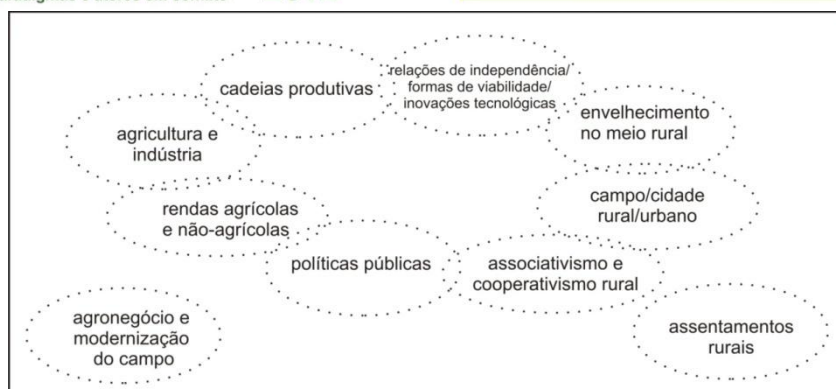 cadeias produtivas
relações de independência/
formas de viabilidade/
inovações tecnológicas
agricultura e
indústria
envelhecimento
no meio rural
rendas agrícolas
e não-agrícolas
campo/cidade
rural/urbano
políticas públicas
associativismo e
cooperativismo rural
agronegócio e
modernização
do campo
assentamentos
rurais